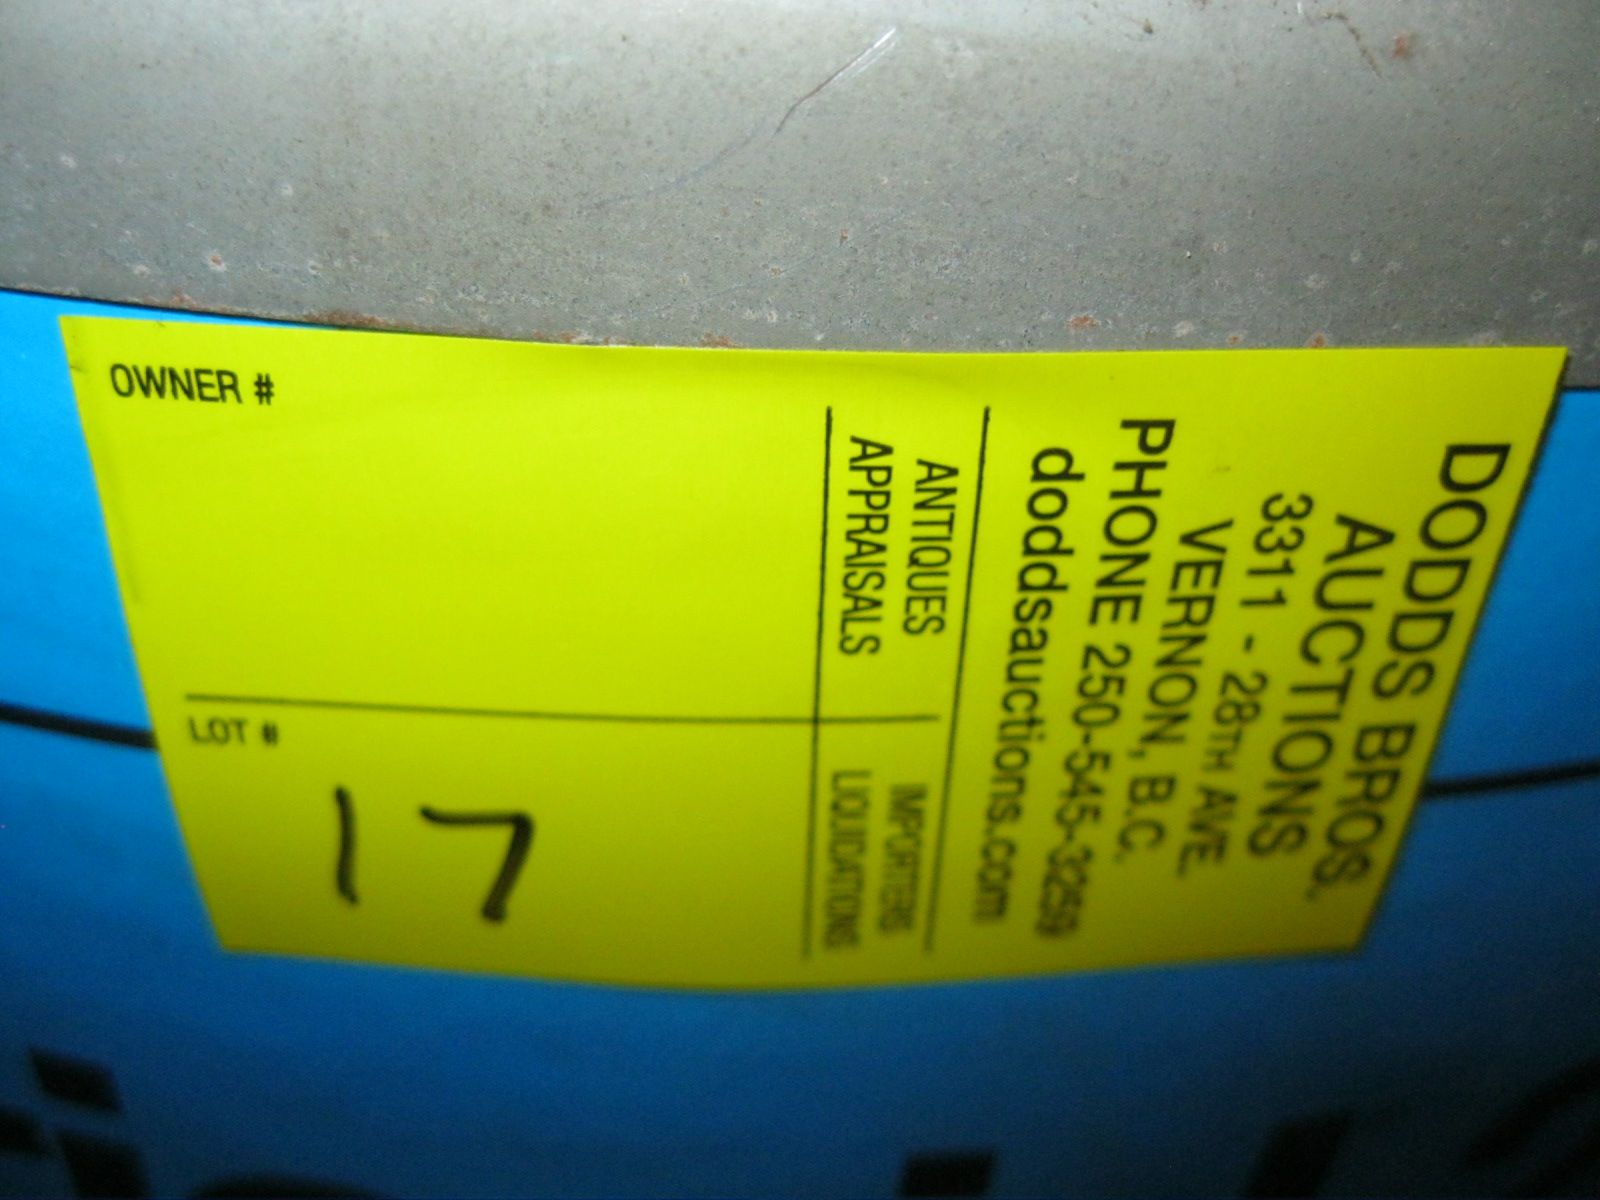 DODDS BROS.
AUCTIONS
3311 - 28TH AVE.
VERNON, B.C.
PHONE 250-545-3259
doddsauctions.com
ANTIQUES
APPRAISALS
IMPORTERS
LIQUIDATIONS
OWNER #
LOT #
17